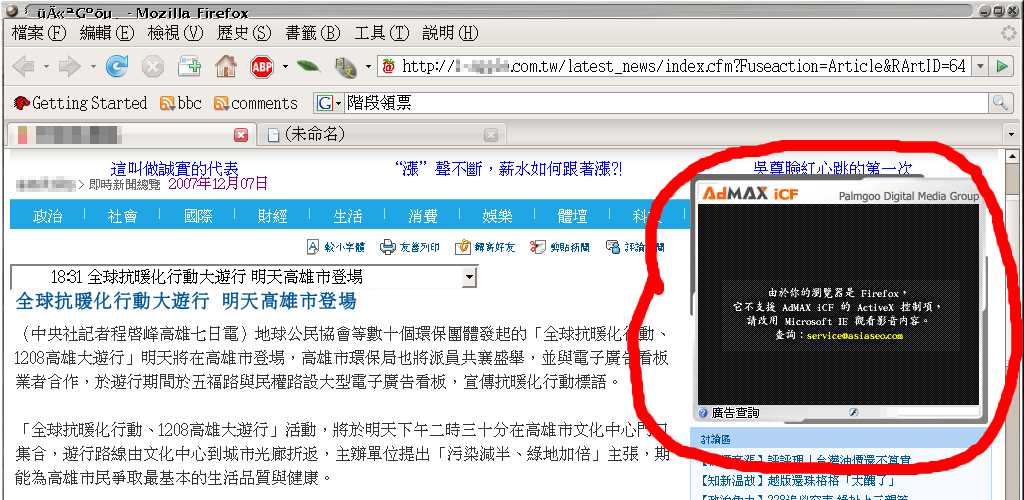 - Mozilla Firefox
檔案(F) 編輯(E) 檢視(V) 歷史(S) 書籤(B) 工具(T) 說明(H)
ABP http:// .com.tw/latest_news/index.cfm?Fuseaction=Article&RArtID=64
Getting Started bbc comments G 階段領票
(未命名)
這叫做誠實的代表 “漲”聲不斷,薪水如何跟著漲?! 吳尊臉紅心跳的第一次
> 即時新聞總覽 2007年12月07日
政治 社會 國際 財經 生活 消費 娛樂 體壇
較小字體 友善列印 轉寄好友 剪貼新聞
18:31 全球抗暖化行動大遊行 明天高雄市登場
全球抗暖化行動大遊行 明天高雄市登場
(中央社記者程啓峰高雄七日電)地球公民協會等數十個環保團體發起的「全球抗暖化行動、
1208高雄大遊行」明天將在高雄市登場,高雄市環保局也將派員共襄盛舉,並與電子廣告看板
業者合作,於遊行期間於五福路與民權路設大型電子廣告看板,宣傳抗暖化行動標語。
「全球抗暖化行動、1208高雄大遊行」活動,將於明天下午二時三十分在高雄市文化中心門口
集合,遊行路線由文化中心到城市光廊折返,主辦單位提出「污染減半、綠地加倍」主張,期
能為高雄市民爭取最基本的生活品質與健康。
AdMAX iCF Palmgoo Digital Media Group
由於你的瀏覽器是 Firefox,
它不支援 AdMAX iCF 的 ActiveX 控制項,
請改用 Microsoft IE 觀看影音內容。
查詢:service@asiaseo.com
廣告查詢
討論區
評評理!台灣油價還不算貴
【知新溫故】越版還珠格格「太醜了」